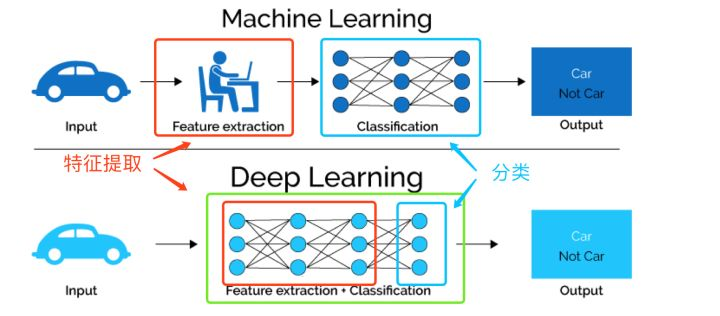 Machine Learning
Car
Not Car
Input
Feature extraction
Classification
Output
特征提取
分类
Deep Learning
Car
Not Car
Input
Feature extraction + Classification
Output